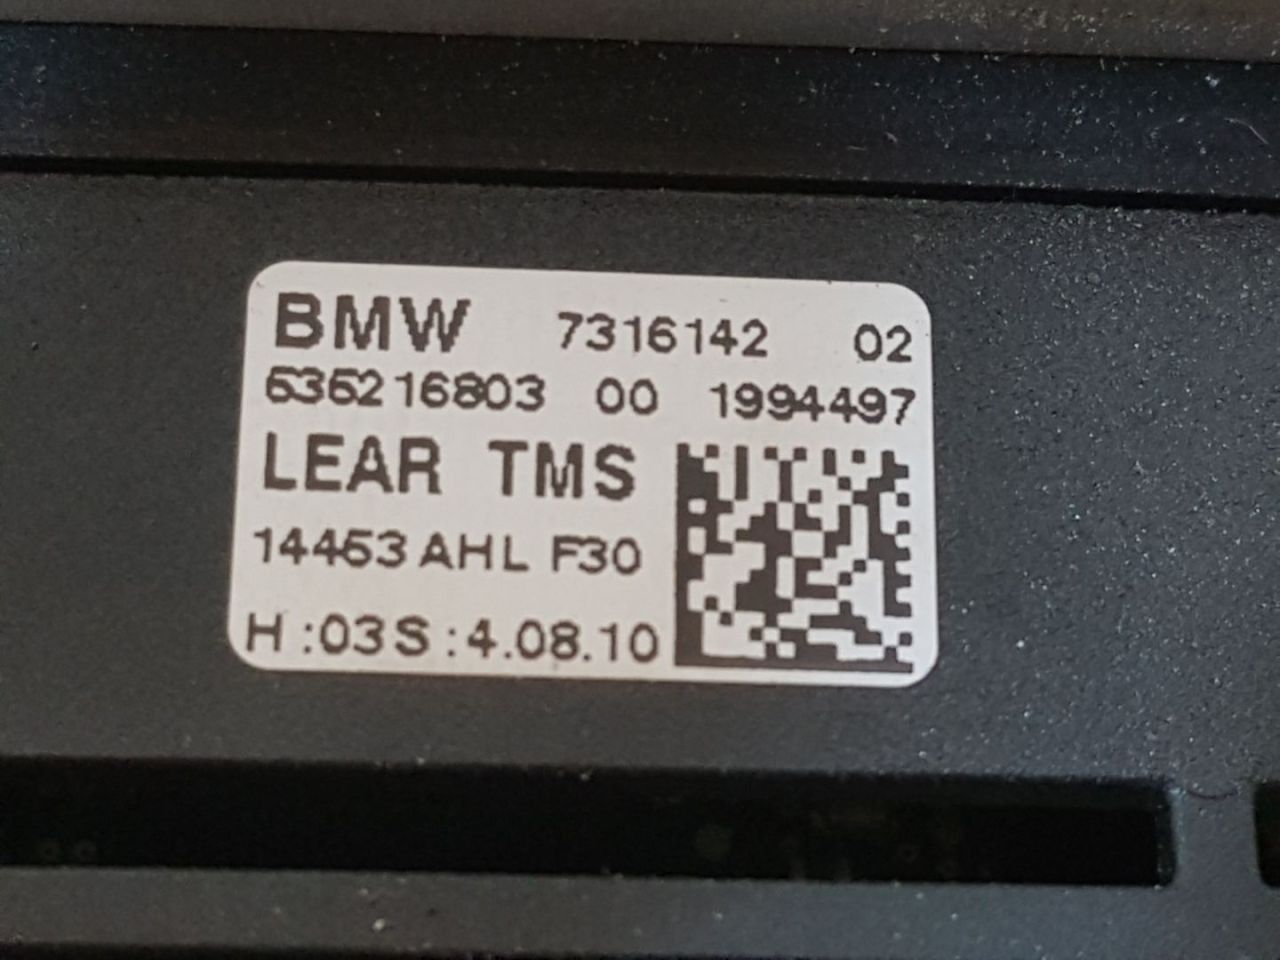 BMW 7316142 02
636216803 00 1994497
LEAR TMS
14453 AHL F30
H :03 S :4.08.10